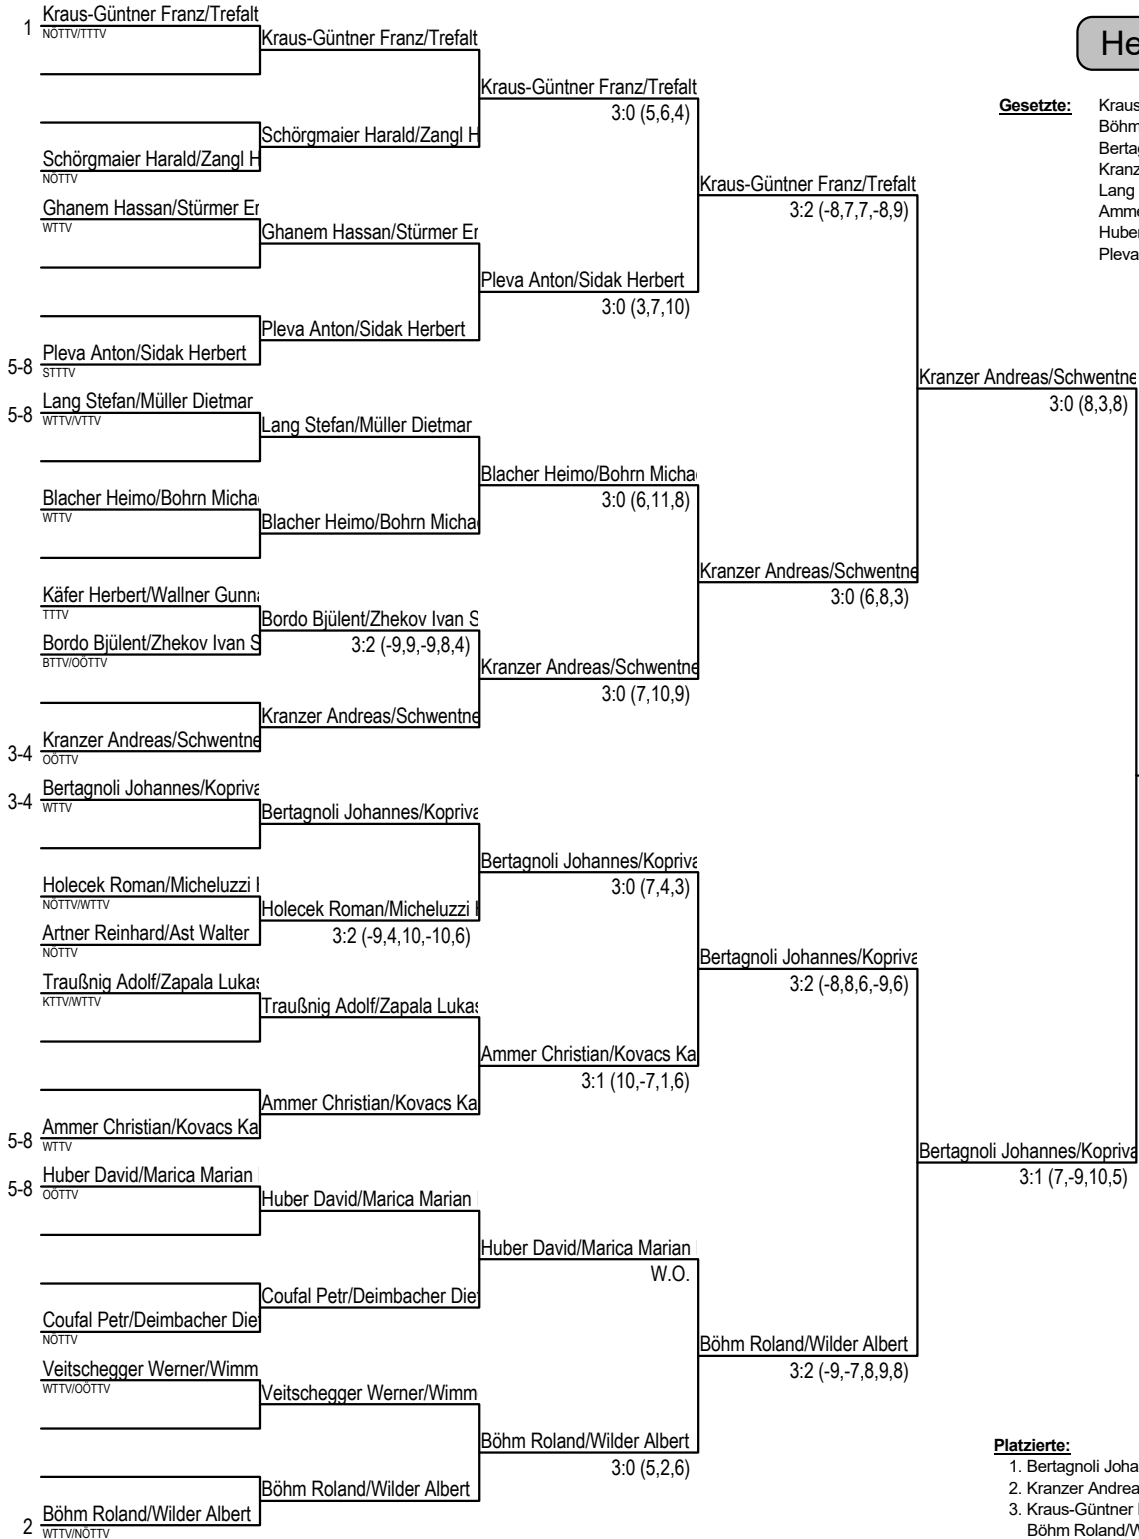 1 Kraus-Güntner Franz/Trefalt
NÖTTV/TTTV
Schörgmaier Harald/Zangl H
NÖTTV
Ghanem Hassan/Stürmer Er
WTTV
5-8 Pleva Anton/Sidak Herbert
STTTV
5-8 Lang Stefan/Müller Dietmar
WTTV/VTTV
Blacher Heimo/Bohrn Micha
WTTV
Käfer Herbert/Wallner Gunn
TTTV
Bordo Bjülent/Zhekov Ivan S
BTTV/OÖTTV
3-4 Kranzer Andreas/Schwentne
OÖTTV
3-4 Bertagnoli Johannes/Kopriva
WTTV
Holecek Roman/Micheluzzi
NÖTTV/WTTV
Artner Reinhard/Ast Walter
NÖTTV
Traußnig Adolf/Zapala Lukas
KTTV/WTTV
5-8 Ammer Christian/Kovacs Ka
WTTV
5-8 Huber David/Marica Marian
OÖTTV
Coufal Petr/Deimbacher Diet
NÖTTV
Veitschegger Werner/Wimm
WTTV/OÖTTV
2 Böhm Roland/Wilder Albert
WTTV/NÖTTV
Kraus-Güntner Franz/Trefalt
Schörgmaier Harald/Zangl H
Ghanem Hassan/Stürmer Er
Pleva Anton/Sidak Herbert
Lang Stefan/Müller Dietmar
Blacher Heimo/Bohrn Micha
Bordo Bjülent/Zhekov Ivan S
3:2 (-9,9,-9,8,4)
Kranzer Andreas/Schwentne
Bertagnoli Johannes/Kopriva
Holecek Roman/Micheluzzi
3:2 (-9,4,10,-10,6)
Traußnig Adolf/Zapala Lukas
Ammer Christian/Kovacs Ka
Huber David/Marica Marian
Coufal Petr/Deimbacher Diet
Veitschegger Werner/Wimm
Böhm Roland/Wilder Albert
Kraus-Güntner Franz/Trefalt
3:0 (5,6,4)
Pleva Anton/Sidak Herbert
3:0 (3,7,10)
Blacher Heimo/Bohrn Micha
3:0 (6,11,8)
Kranzer Andreas/Schwentne
3:0 (7,10,9)
Bertagnoli Johannes/Kopriva
3:0 (7,4,3)
Ammer Christian/Kovacs Ka
3:1 (10,-7,1,6)
Huber David/Marica Marian
W.O.
Böhm Roland/Wilder Albert
3:0 (5,2,6)
Kraus-Güntner Franz/Trefalt
3:2 (-8,7,7,-8,9)
Kranzer Andreas/Schwentne
3:0 (6,8,3)
Bertagnoli Johannes/Kopriva
3:2 (-8,8,6,-9,6)
Böhm Roland/Wilder Albert
3:2 (-9,-7,8,9,8)
Kranzer Andreas/Schwentne
3:0 (8,3,8)
Bertagnoli Johannes/Kopriva
3:1 (7,-9,10,5)
He
Gesetzte: Kraus
Böhm
Bertag
Kranz
Lang
Amme
Huber
Pleva
Platzierte:
1. Bertagnoli Joha
2. Kranzer Andrea
3. Kraus-Güntner
Böhm Roland/W